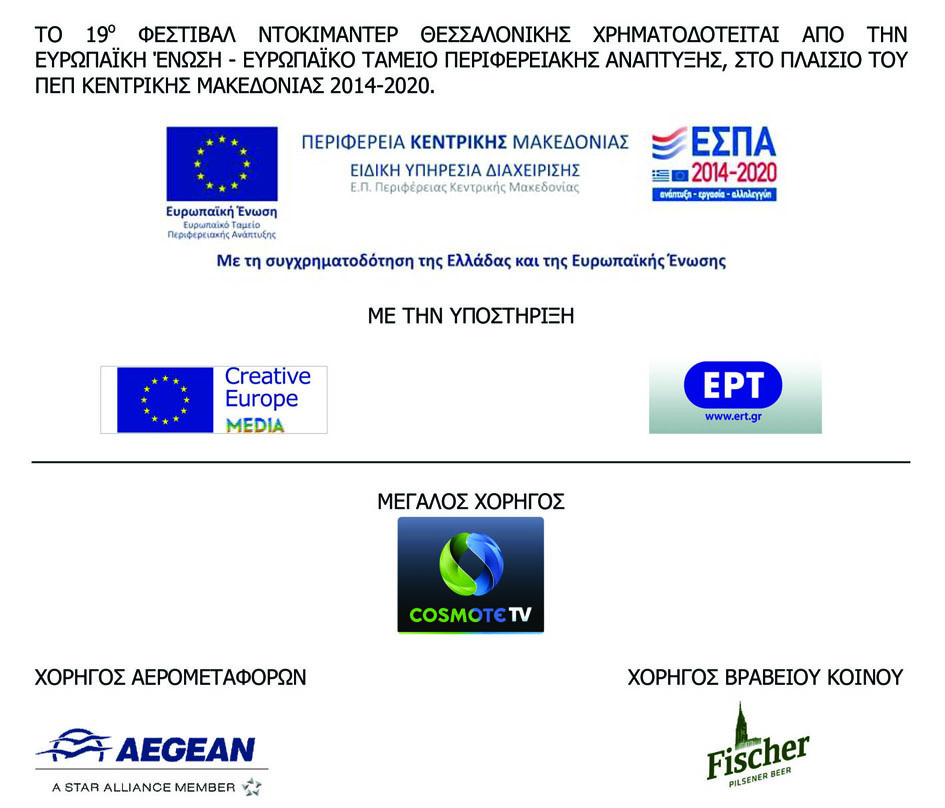 ΤΟ 19ο ΦΕΣΤΙΒΑΛ ΝΤΟΚΙΜΑΝΤΕΡ ΘΕΣΣΑΛΟΝΙΚΗΣ ΧΡΗΜΑΤΟΔΟΤΕΙΤΑΙ ΑΠΟ ΤΗΝ
ΕΥΡΩΠΑΪΚΗ ΈΝΩΣΗ - ΕΥΡΩΠΑΪΚΟ ΤΑΜΕΙΟ ΠΕΡΙΦΕΡΕΙΑΚΗΣ ΑΝΑΠΤΥΞΗΣ, ΣΤΟ ΠΛΑΙΣΙΟ ΤΟΥ
ΠΕΠ ΚΕΝΤΡΙΚΗΣ ΜΑΚΕΔΟΝΙΑΣ 2014-2020.
Ευρωπαϊκή Ένωση
Ευρωπαϊκό Ταμείο
Περιφερειακής Ανάπτυξης
ΠΕΡΙΦΕΡΕΙΑ ΚΕΝΤΡΙΚΗΣ ΜΑΚΕΔΟΝΙΑΣ
ΕΙΔΙΚΗ ΥΠΗΡΕΣΙΑ ΔΙΑΧΕΙΡΙΣΗΣ
Ε.Π. Περιφέρειας Κεντρικής Μακεδονίας
ΕΣΠΑ
2014-2020
ανάπτυξη - εργασία - αλληλεγγύη
Με τη συγχρηματοδότηση της Ελλάδας και της Ευρωπαϊκής Ένωσης
ΜΕ ΤΗΝ ΥΠΟΣΤΗΡΙΞΗ
Creative
Europe
MEDIA
ΕΡΤ
www.ert.gr
ΜΕΓΑΛΟΣ ΧΟΡΗΓΟΣ
COSMOTE TV
ΧΟΡΗΓΟΣ ΑΕΡΟΜΕΤΑΦΟΡΩΝ
AEGEAN
A STAR ALLIANCE MEMBER
ΧΟΡΗΓΟΣ ΒΡΑΒΕΙΟΥ ΚΟΙΝΟΥ
Fischer
PILSENER BEER